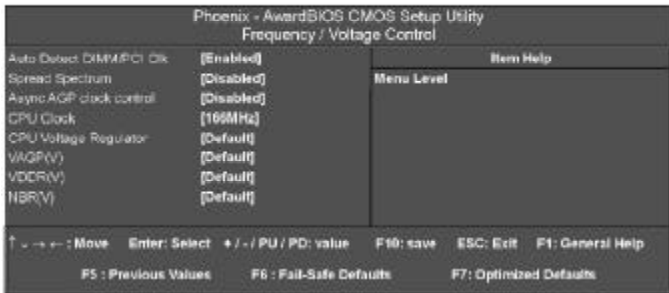 Phoenix - AwardBIOS CMOS Setup Utility
Frequency / Voltage Control
Auto Detect DIMM/PCI Clk [Enabled] Item Help
Spread Spectrum [Disabled] Menu Level
Async AGP clock control [Disabled]
CPU Clock [166MHz]
CPU Voltage Regulator [Default]
VAGP(V) [Default]
VDDR(V) [Default]
NBR(V) [Default]
↑ ↓ → ← : Move Enter: Select + / - / PU / PD: value F10: save ESC: Exit F1: General Help
F5 : Previous Values F6 : Fail-Safe Defaults F7: Optimized Defaults